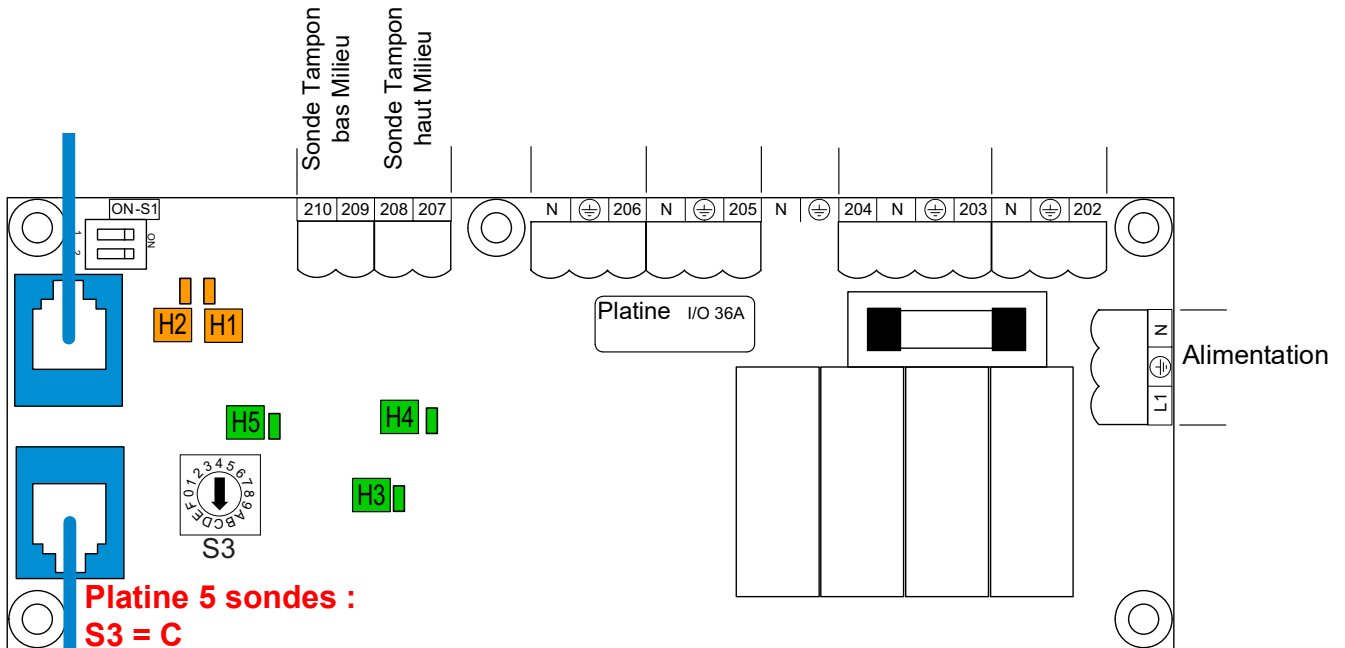 Sonde Tampon
bas Milieu
Sonde Tampon
haut Milieu
ON-S1
210 209 208 207
N 206 N 205 N 204 N 203 N 202
1
2
ON
H2 H1
Platine I/O 36A
N
L1
Alimentation
H5
H4
H3
0123456789ABCDEF
S3
Platine 5 sondes :
S3 = C